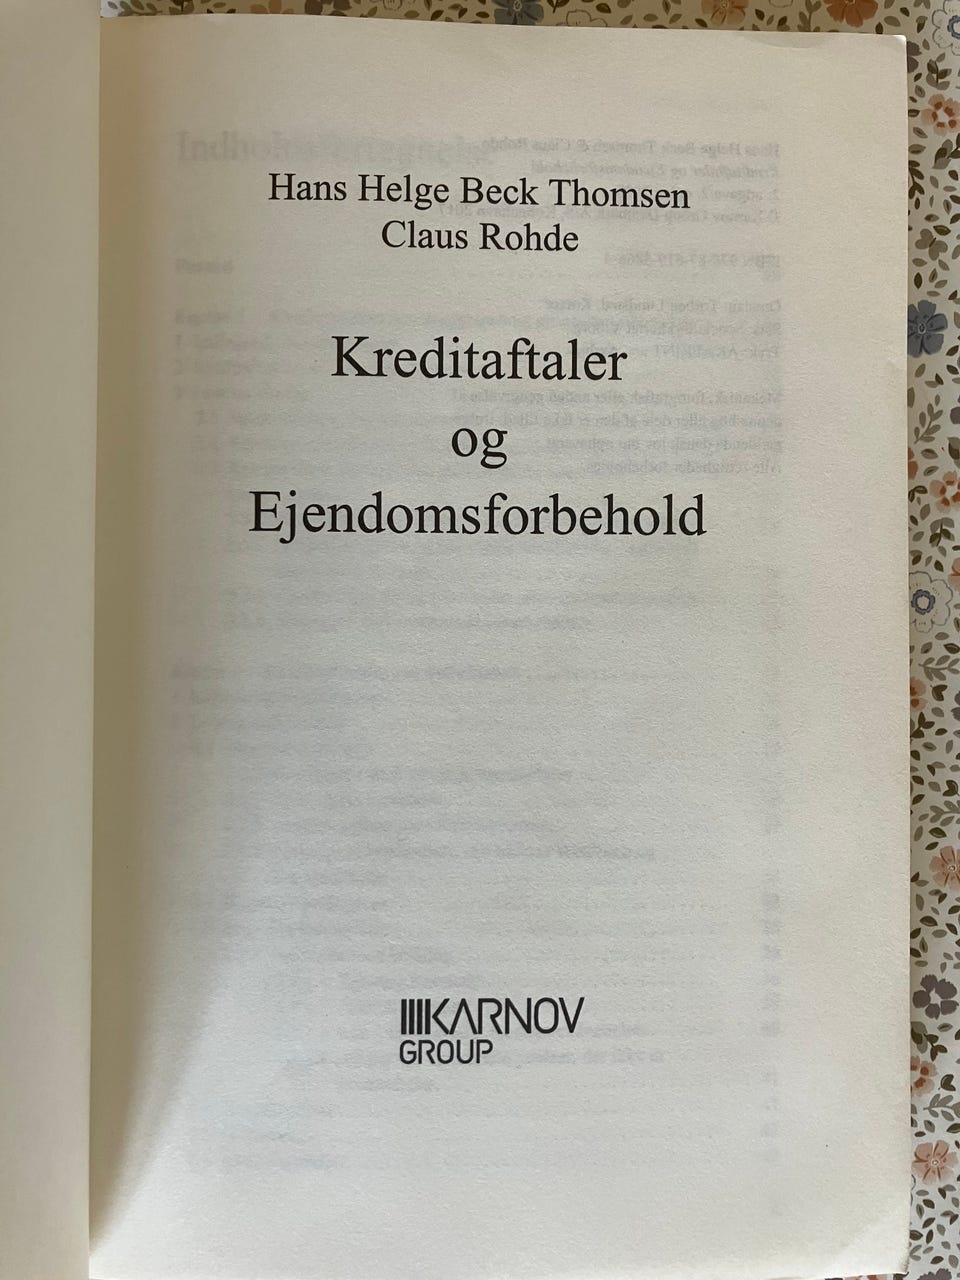 Hans Helge Beck Thomsen
Claus Rohde
Kreditaftaler
og
Ejendomsforbehold
KARNOV
GROUP